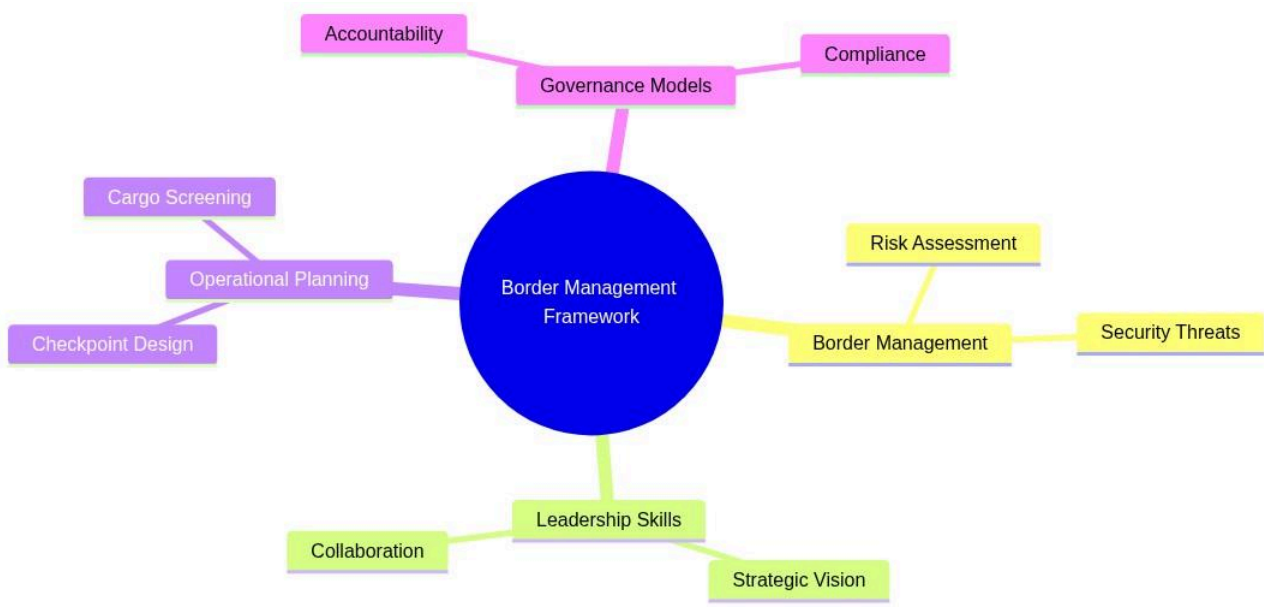 Accountability
Compliance
Governance Models
Cargo Screening
Operational Planning
Checkpoint Design
Border Management
Framework
Risk Assessment
Border Management
Security Threats
Leadership Skills
Collaboration
Strategic Vision